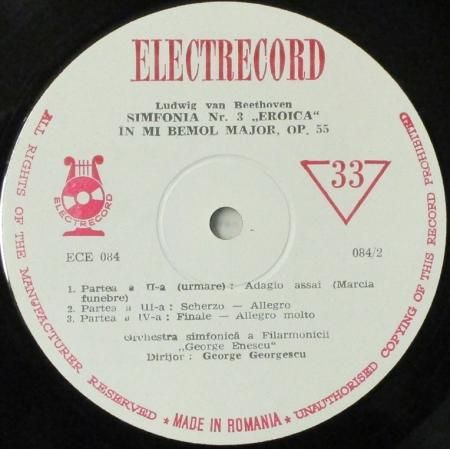 ELECTRECORD
Ludwig van Beethoven
SIMFONIA Nr. 3 „EROICA“
IN MI BEMOL MAJOR, OP. 55
ELECTRECORD
33
ECE 084
084/2
1. Partea a II-a (urmare) : Adagio assai (Marcia
funebre)
2. Partea a III-a : Scherzo — Allegro
3. Partea a IV-a : Finale — Allegro molto
Orchestra simfonică a Filarmonicii
„George Enescu“
Dirijor : George Georgescu
ALL RIGHTS OF THE MANUFACTURER RESERVED ★ MADE IN ROMANIA ★ UNAUTHORISED COPYING OF THIS RECORD PROHIBITED